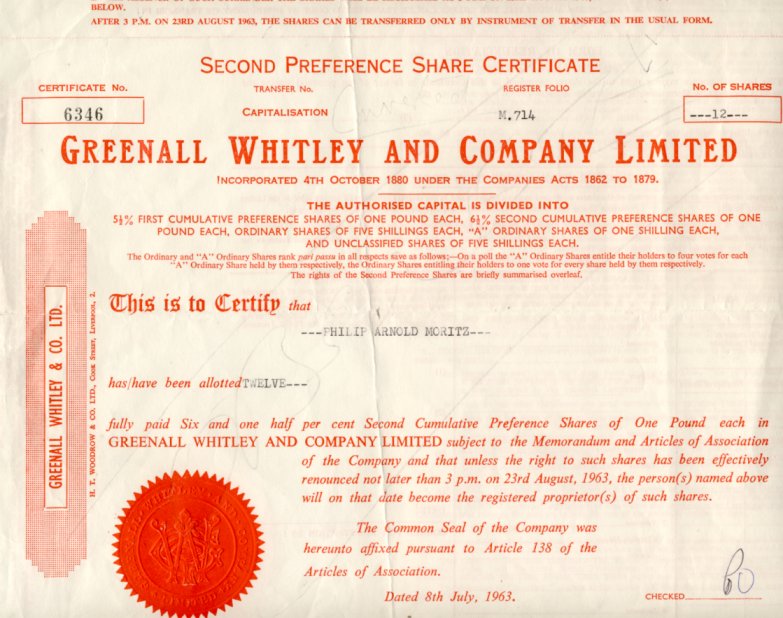 BELOW.
AFTER 3 P.M. ON 23RD AUGUST 1963, THE SHARES CAN BE TRANSFERRED ONLY BY INSTRUMENT OF TRANSFER IN THE USUAL FORM.
SECOND PREFERENCE SHARE CERTIFICATE
CERTIFICATE No. TRANSFER No. REGISTER FOLIO No. OF SHARES
6346 CAPITALISATION M.714 ---12---
GREENALL WHITLEY AND COMPANY LIMITED
INCORPORATED 4TH OCTOBER 1880 UNDER THE COMPANIES ACTS 1862 TO 1879.
THE AUTHORISED CAPITAL IS DIVIDED INTO
5½% FIRST CUMULATIVE PREFERENCE SHARES OF ONE POUND EACH, 6½% SECOND CUMULATIVE PREFERENCE SHARES OF ONE
POUND EACH, ORDINARY SHARES OF FIVE SHILLINGS EACH, "A" ORDINARY SHARES OF ONE SHILLING EACH,
AND UNCLASSIFIED SHARES OF FIVE SHILLINGS EACH.
The Ordinary and "A" Ordinary Shares rank pari passu in all respects save as follows;—On a poll the "A" Ordinary Shares entitle their holders to four votes for each
"A" Ordinary Share held by them respectively, the Ordinary Shares entitling their holders to one vote for every share held by them respectively.
The rights of the Second Preference Shares are briefly summarised overleaf.
This is to Certify that
---PHILIP ARNOLD MORITZ---
has/have been allotted TWELVE---
fully paid Six and one half per cent Second Cumulative Preference Shares of One Pound each in
GREENALL WHITLEY AND COMPANY LIMITED subject to the Memorandum and Articles of Association
of the Company and that unless the right to such shares has been effectively
renounced not later than 3 p.m. on 23rd August, 1963, the person(s) named above
will on that date become the registered proprietor(s) of such shares.
The Common Seal of the Company was
hereunto affixed pursuant to Article 138 of the
Articles of Association.
Dated 8th July, 1963.
CHECKED
GREENALL WHITLEY & CO. LTD.
H. T. WOODROW & CO. LTD., COOK STREET, LIVERPOOL, 2.